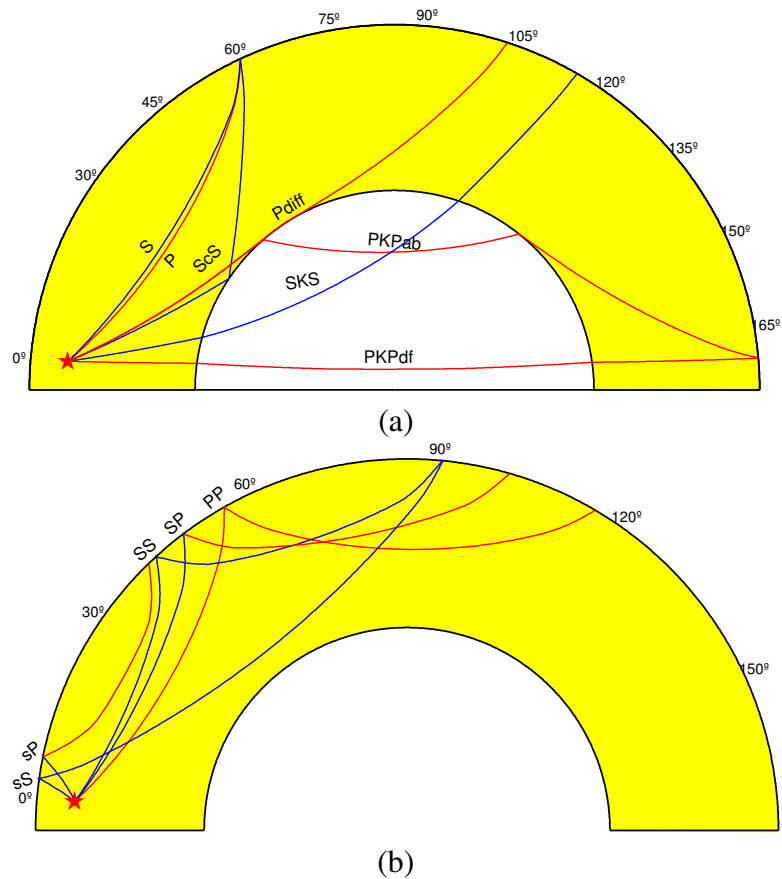 75º
90º
60º
105º
45º
120º
30º
135º
150º
165º
0º
S
P
ScS
Pdiff
PKPab
SKS
PKPdf
(a)
90º
60º
120º
30º
150º
0º
PP
SP
SS
sP
sS
(b)